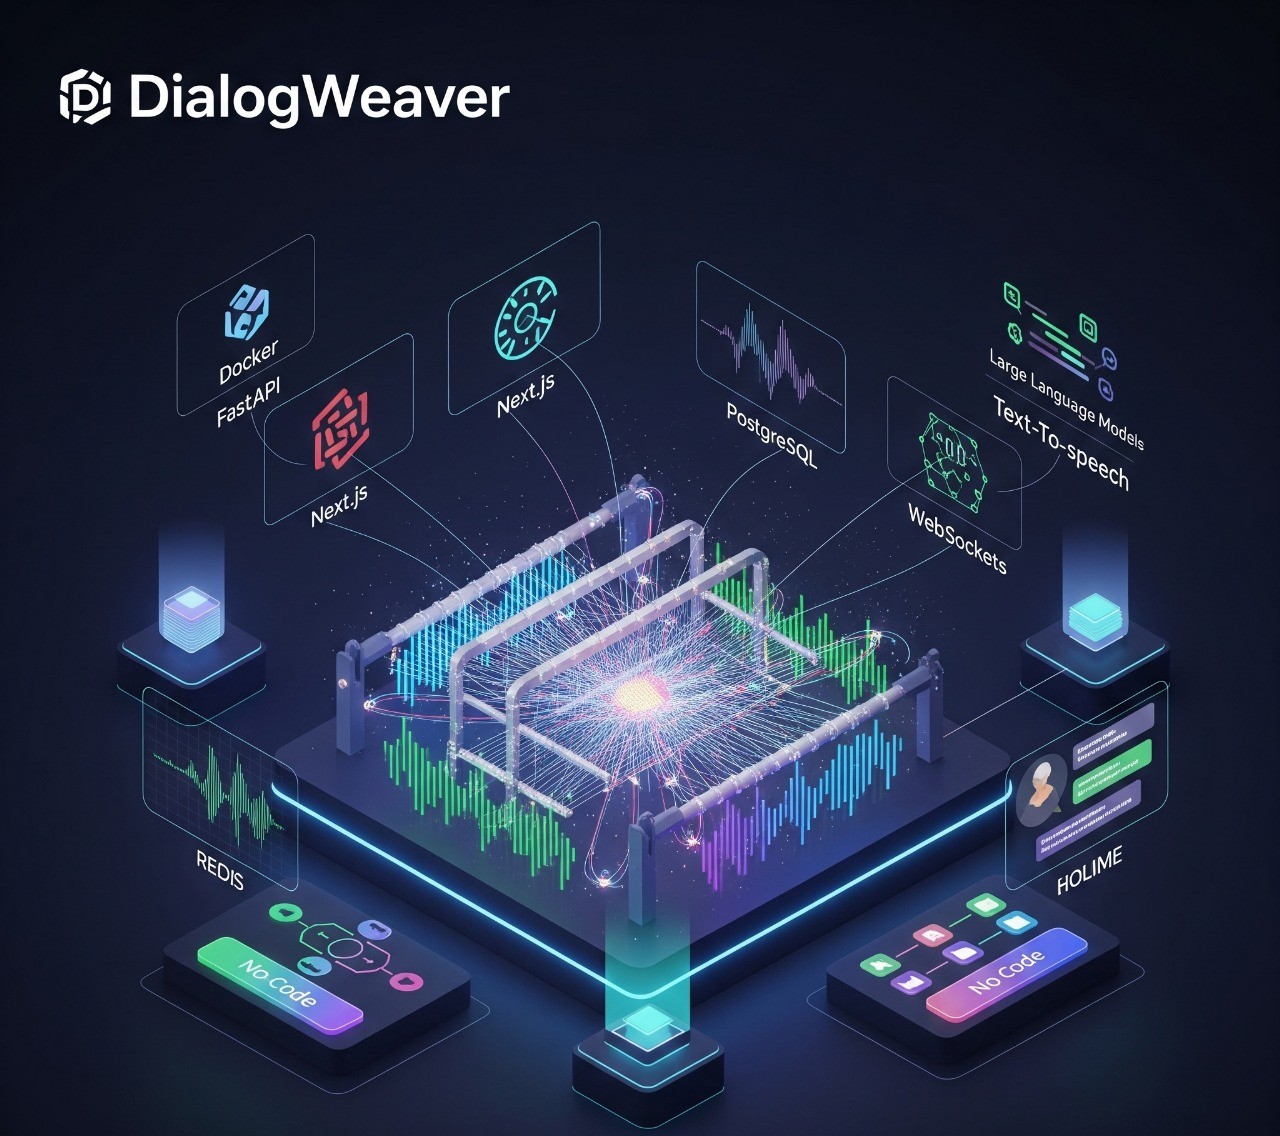 DialogWeaver
Docker
FastAPI
Next.js
Next.js
PostgreSQL
Large Language Models
Text-To-speech
WebSockets
REDIS
No Code
HOLIME
No Code